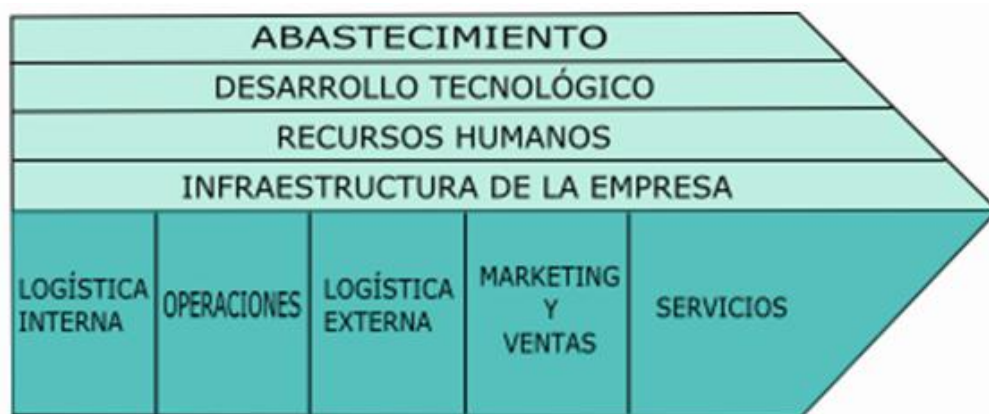 ABASTECIMIENTO
DESARROLLO TECNOLÓGICO
RECURSOS HUMANOS
INFRAESTRUCTURA DE LA EMPRESA
LOGÍSTICA
INTERNA
OPERACIONES
LOGÍSTICA
EXTERNA
MARKETING
Y
VENTAS
SERVICIOS